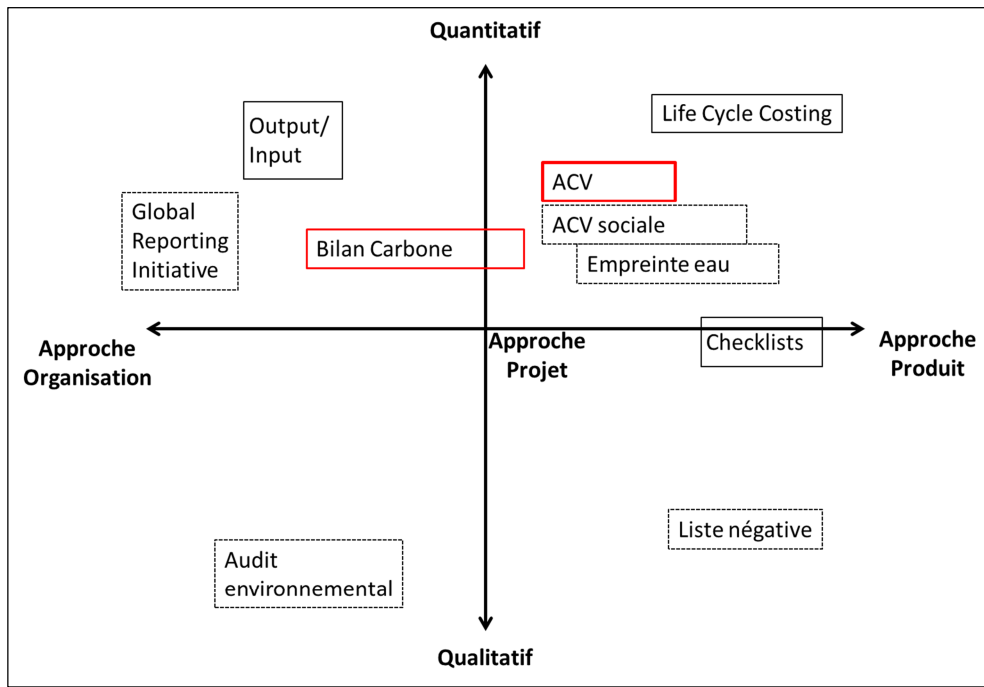 Quantitatif
Output/
Input
Life Cycle Costing
ACV
Global
Reporting
Initiative
ACV sociale
Bilan Carbone
Empreinte eau
Approche
Organisation
Approche
Projet
Checklists
Approche
Produit
Liste négative
Audit
environnemental
Qualitatif